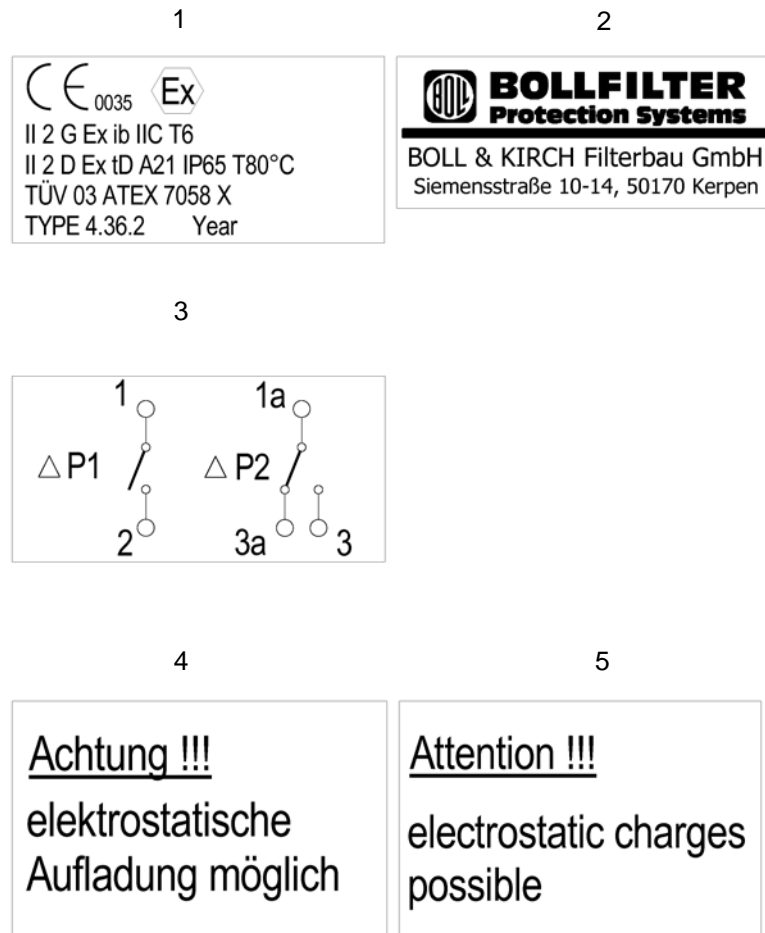 1
CE 0035 Ex
II 2 G Ex ib IIC T6
II 2 D Ex tD A21 IP65 T80°C
TÜV 03 ATEX 7058 X
TYPE 4.36.2 Year
2
BOLL
BOLLFILTER
Protection Systems
BOLL & KIRCH Filterbau GmbH
Siemensstraße 10-14, 50170 Kerpen
3
1 1a
△ P1 △ P2
2 3a 3
4
Achtung !!!
elektrostatische
Aufladung möglich
5
Attention !!!
electrostatic charges
possible